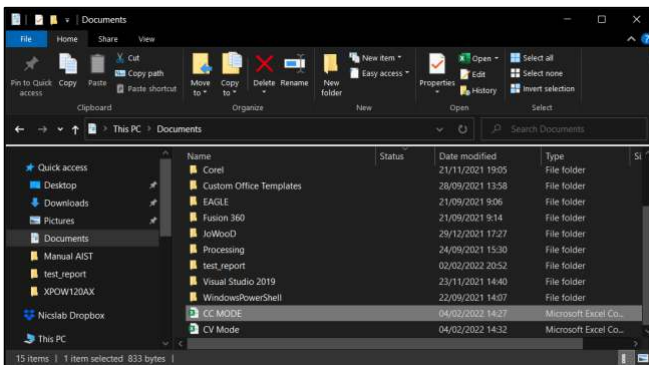 Documents
File Home Share View
Pin to Quick access
Copy
Paste
Cut
Copy path
Paste shortcut
Clipboard
Move to
Copy to
Delete
Rename
Organize
New folder
New item
Easy access
New
Properties
Open
Edit
History
Open
Select all
Select none
Invert selection
Select
This PC > Documents
Search Documents
Quick access
Desktop
Downloads
Pictures
Documents
Manual AIST
test_report
XPOW120AX
Nicslab Dropbox
This PC
Name Status Date modified Type Si
Corel 21/11/2021 19:05 File folder
Custom Office Templates 28/09/2021 13:58 File folder
EAGLE 21/09/2021 9:06 File folder
Fusion 360 21/09/2021 9:14 File folder
JoWooD 29/12/2021 17:27 File folder
Processing 24/09/2021 15:30 File folder
test_report 02/02/2022 20:52 File folder
Visual Studio 2019 23/11/2021 14:40 File folder
WindowsPowerShell 22/09/2021 14:07 File folder
CC MODE 04/02/2022 14:27 Microsoft Excel Co...
CV Mode 04/02/2022 14:32 Microsoft Excel Co...
15 items 1 item selected 833 bytes